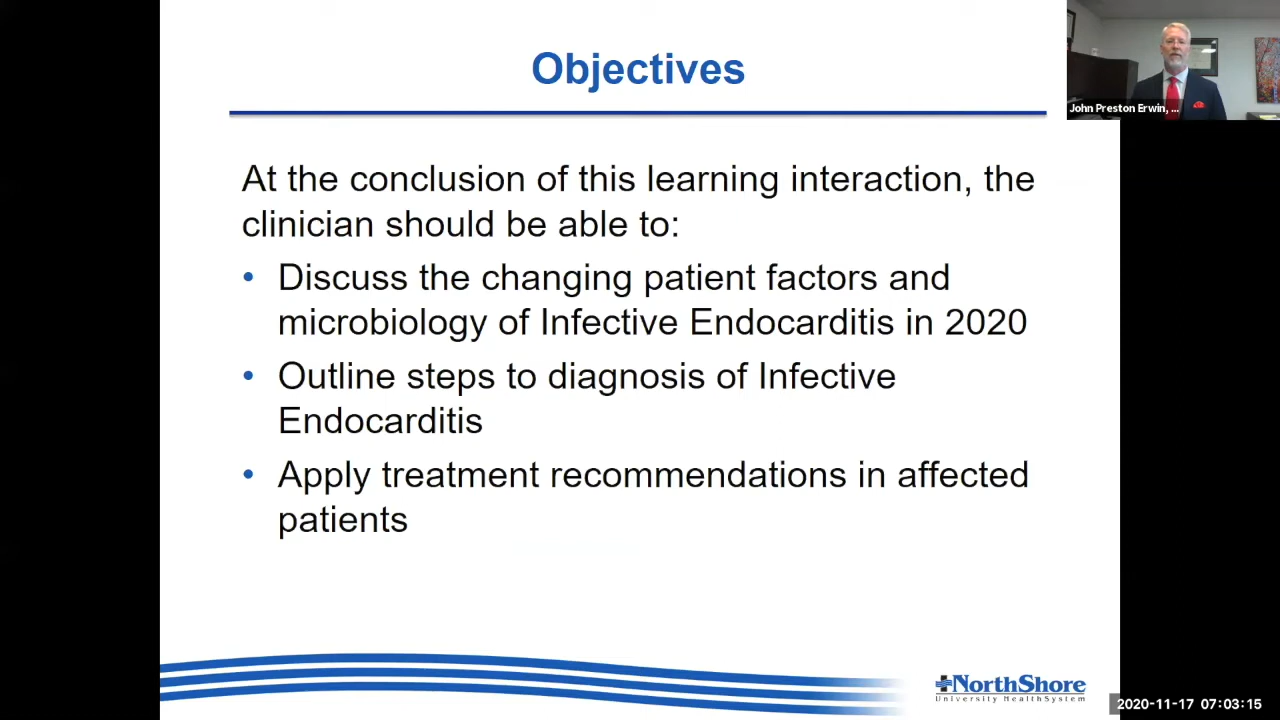 Objectives
John Preston Erwin, ...
At the conclusion of this learning interaction, the
clinician should be able to:
• Discuss the changing patient factors and
microbiology of Infective Endocarditis in 2020
• Outline steps to diagnosis of Infective
Endocarditis
• Apply treatment recommendations in affected
patients
NorthShore
University HealthSystem
2020-11-17 07:03:15